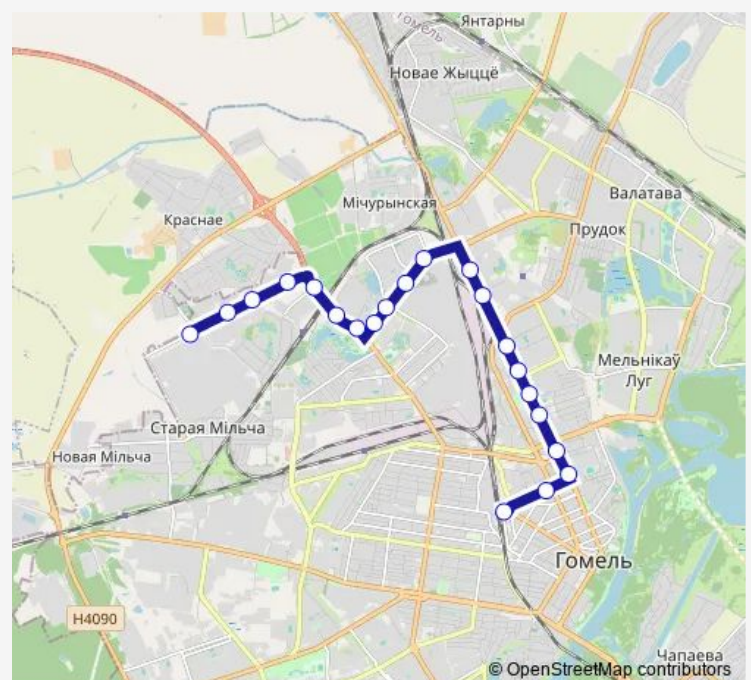 Янтарны
Гомель
Новае Жыццё
Валатава
Мічурынская
Краснае
Прудок
Мельнікаў
Луг
Старая Мільча
Новая Мільча
Гомель
H4090
Чапаева
© OpenStreetMap contributors